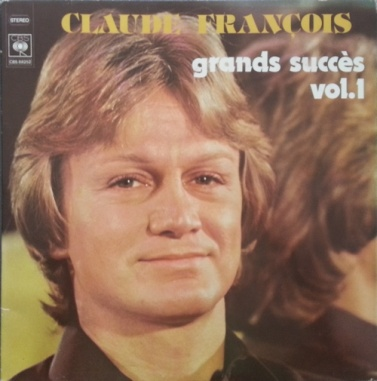 STEREO
CLAUDE FRANÇOIS
CBS
grands succès
vol.1